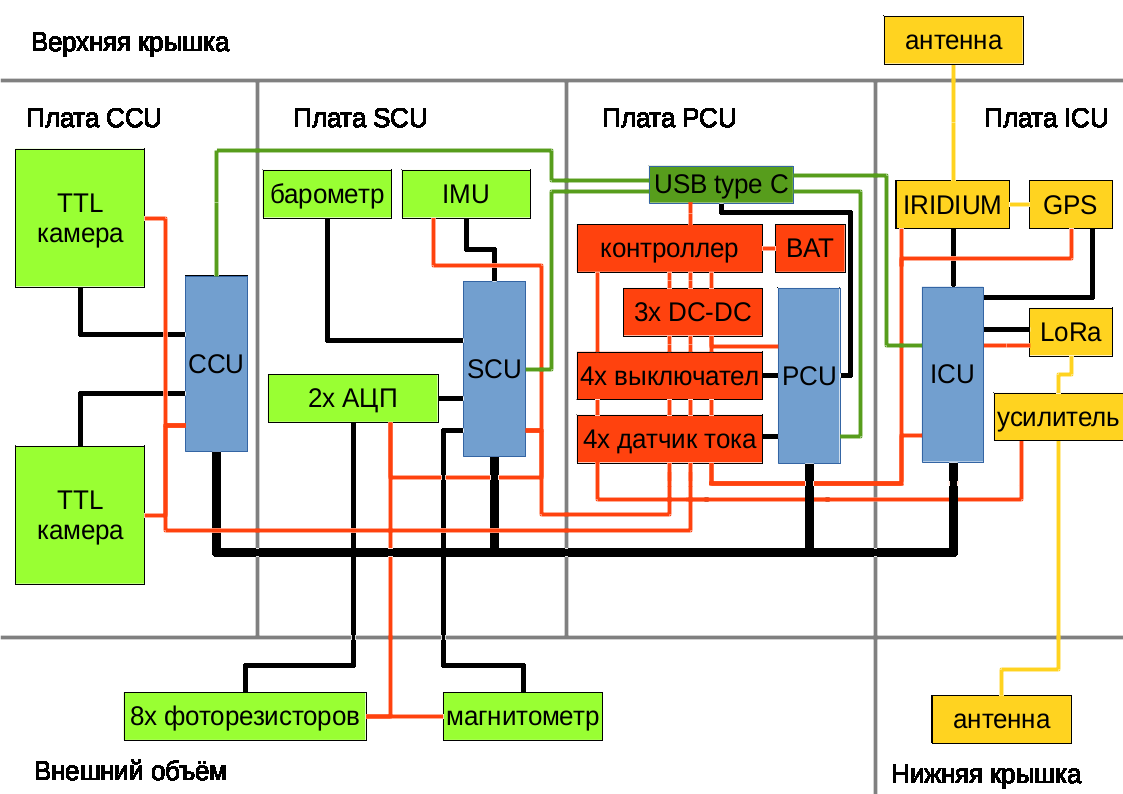 Верхняя крышка
антенна
Плата CCU
Плата SCU
Плата PCU
Плата ICU
TTL
камера
барометр
IMU
USB type C
IRIDIUM
GPS
контроллер
BAT
3x DC-DC
LoRa
CCU
SCU
4x выключател
PCU
ICU
2x АЦП
усилитель
4x датчик тока
TTL
камера
8x фоторезисторов
магнитометр
антенна
Внешний объём
Нижняя крышка